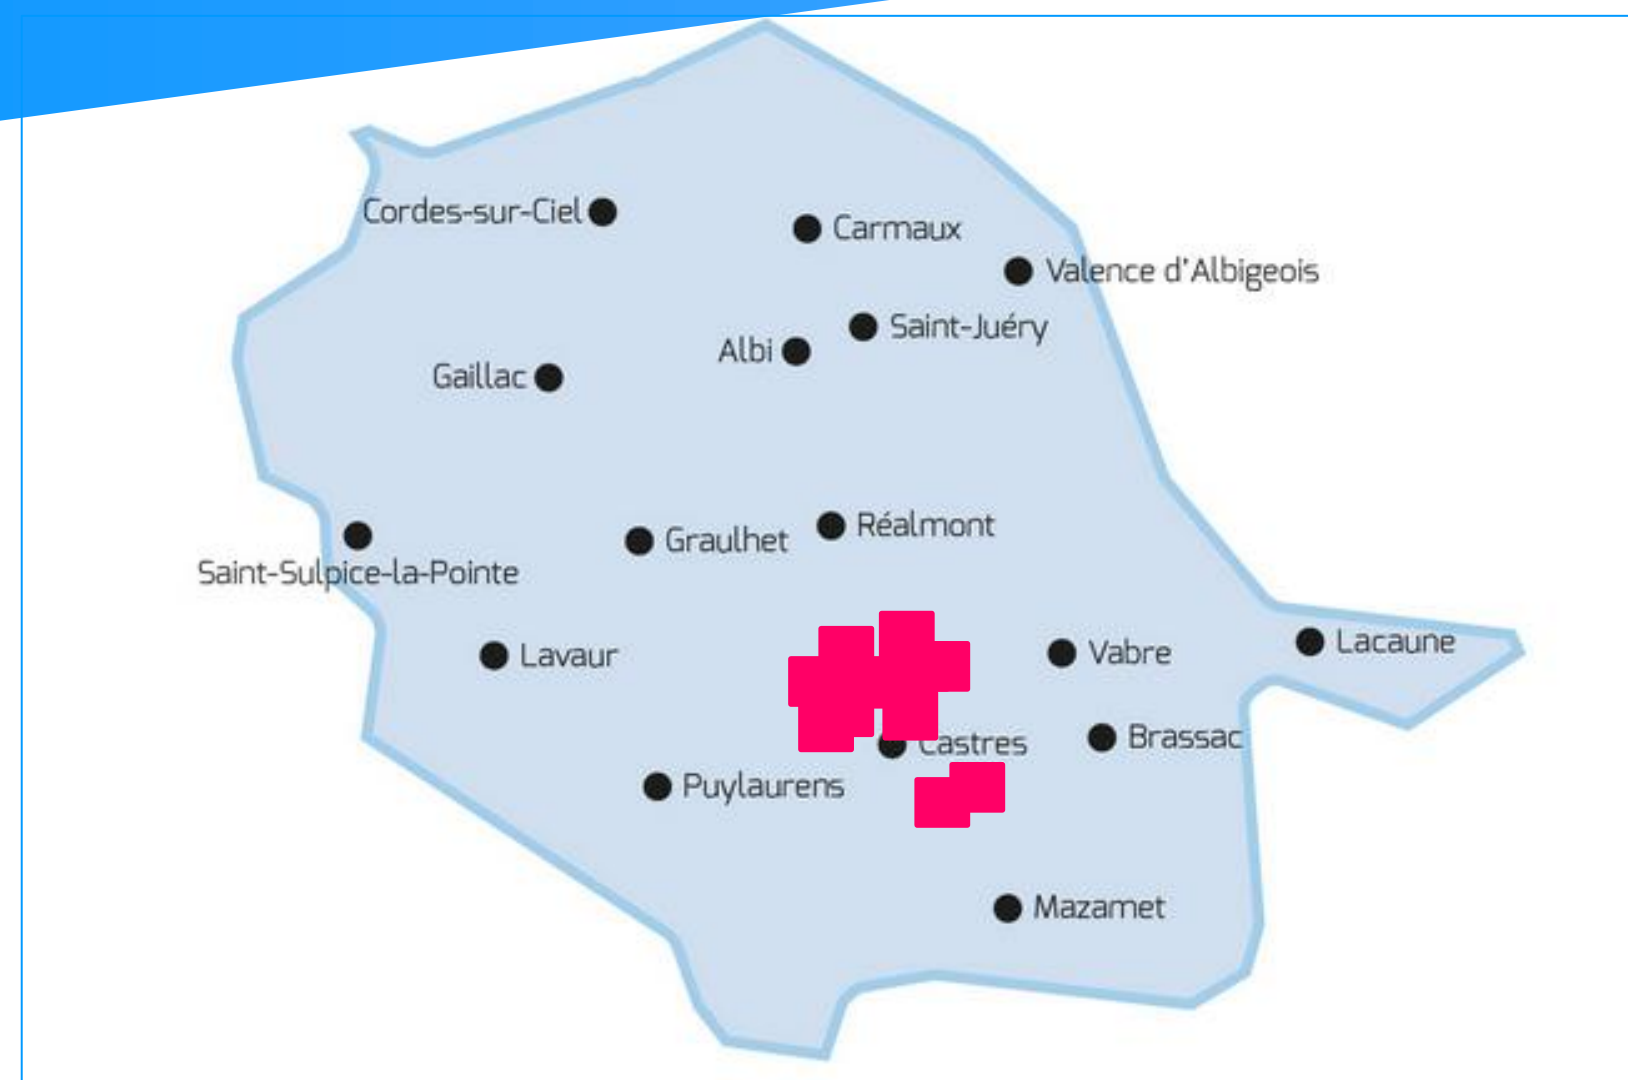 Cordes-sur-Ciel
Carmaux
Valence d'Albigeois
Saint-Juéry
Albi
Gaillac
Réalmont
Graulhet
Saint-Sulpice-la-Pointe
Lacaune
Vabre
Lavaur
Brassac
Castres
Puylaurens
Mazamet